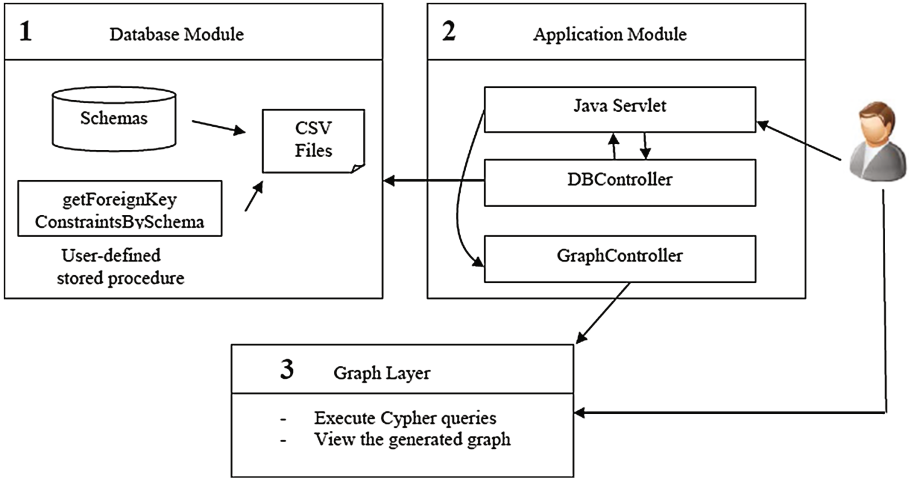 1 Database Module
Schemas
CSV
Files
getForeignKey
ConstraintsBySchema
User-defined
stored procedure
2 Application Module
Java Servlet
DBController
GraphController
3 Graph Layer
- Execute Cypher queries
- View the generated graph